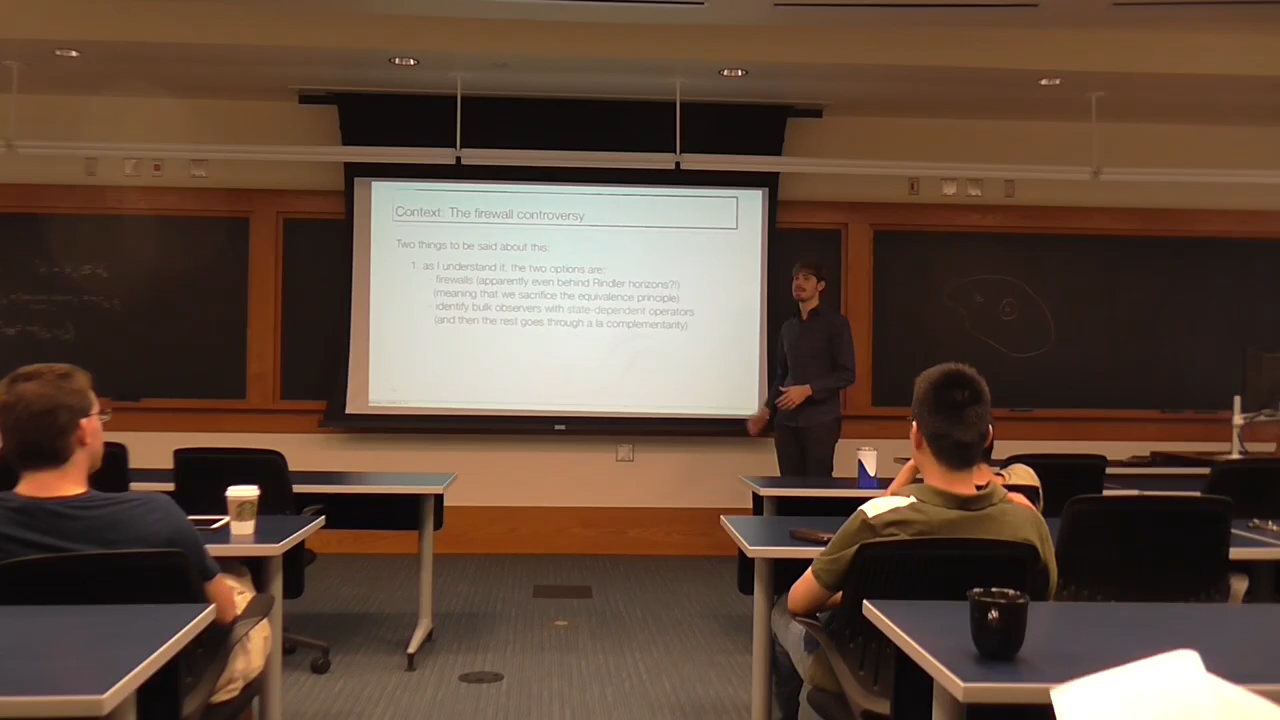 Context: The firewall controversy
Two things to be said about this:
1. as I understand it, the two options are:
- firewalls (apparently even behind Rindler horizons?!)
(meaning that we sacrifice the equivalence principle)
- identify bulk observers with state-dependent operators
(and then the rest goes through a la complementarity)